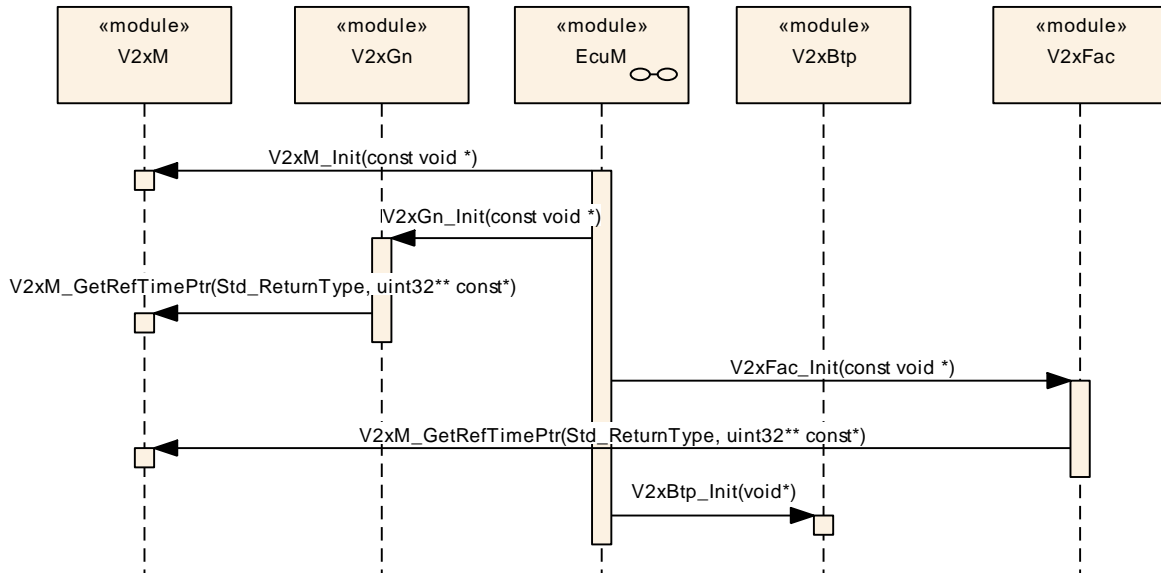 «module» «module» «module» «module» «module»
V2xM V2xGn EcuM V2xBtp V2xFac
V2xM_Init(const void *)
V2xGn_Init(const void *)
V2xM_GetRefTimePtr(Std_ReturnType, uint32** const*)
V2xFac_Init(const void *)
V2xM_GetRefTimePtr(Std_ReturnType, uint32** const*)
V2xBtp_Init(void*)